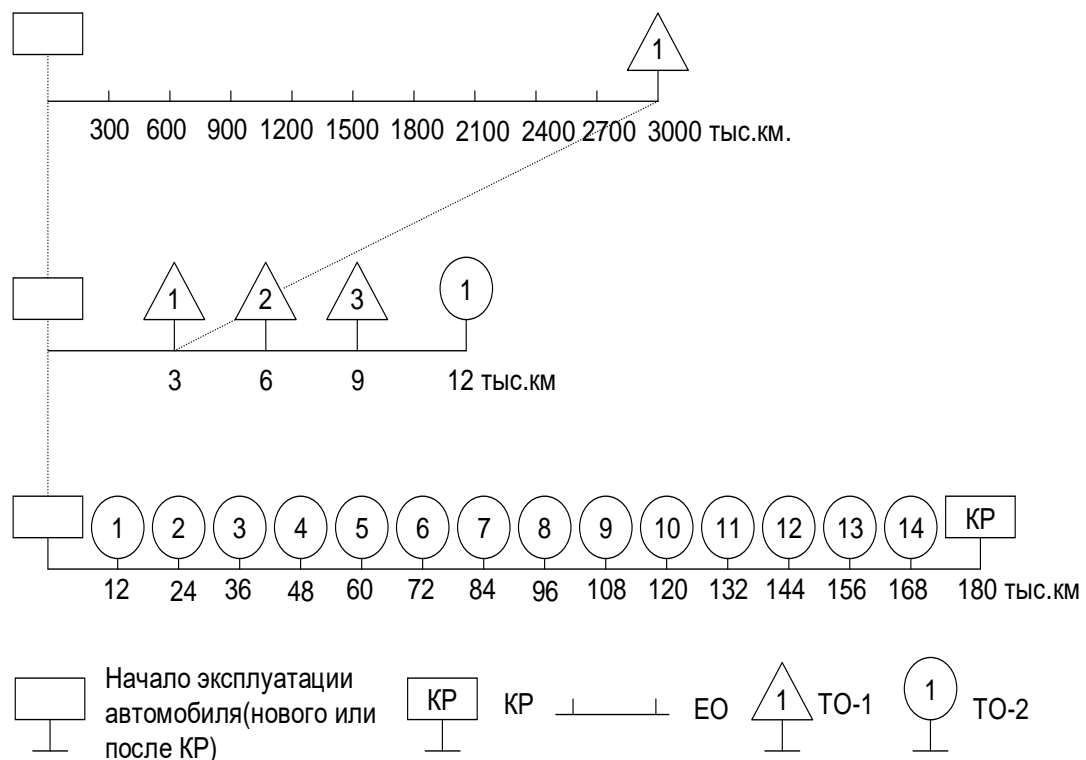 1
300 600 900 1200 1500 1800 2100 2400 2700 3000 тыс.км.
1 2 3 1
3 6 9 12 тыс.км
1 2 3 4 5 6 7 8 9 10 11 12 13 14 КР
12 24 36 48 60 72 84 96 108 120 132 144 156 168 180 тыс.км
Начало эксплуатации
автомобиля(нового или
после КР)
КР КР ЕО 1 ТО-1 1 ТО-2